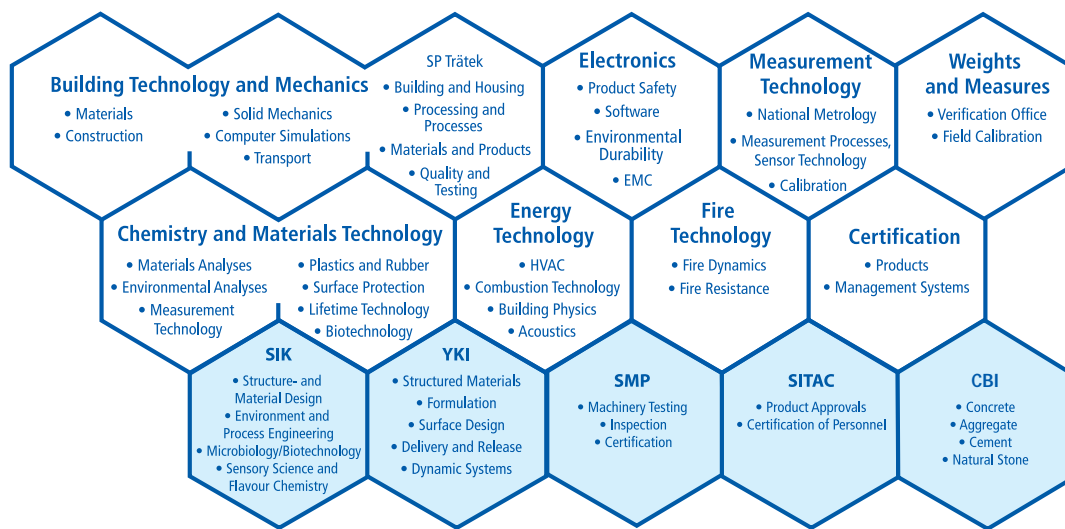 Building Technology and Mechanics
• Materials
• Construction
• Solid Mechanics
• Computer Simulations
• Transport
SP Trätek
• Building and Housing
• Processing and
Processes
• Materials and Products
• Quality and
Testing
Electronics
• Product Safety
• Software
• Environmental
Durability
• EMC
Measurement
Technology
• National Metrology
• Measurement Processes,
Sensor Technology
• Calibration
Weights
and Measures
• Verification Office
• Field Calibration
Chemistry and Materials Technology
• Materials Analyses
• Environmental Analyses
• Measurement
Technology
• Plastics and Rubber
• Surface Protection
• Lifetime Technology
• Biotechnology
Energy
Technology
• HVAC
• Combustion Technology
• Building Physics
• Acoustics
Fire
Technology
• Fire Dynamics
• Fire Resistance
Certification
• Products
• Management Systems
SIK
• Structure- and
Material Design
• Environment and
Process Engineering
• Microbiology/Biotechnology
• Sensory Science and
Flavour Chemistry
YKI
• Structured Materials
• Formulation
• Surface Design
• Delivery and Release
• Dynamic Systems
SMP
• Machinery Testing
• Inspection
• Certification
SITAC
• Product Approvals
• Certification of Personnel
CBI
• Concrete
• Aggregate
• Cement
• Natural Stone